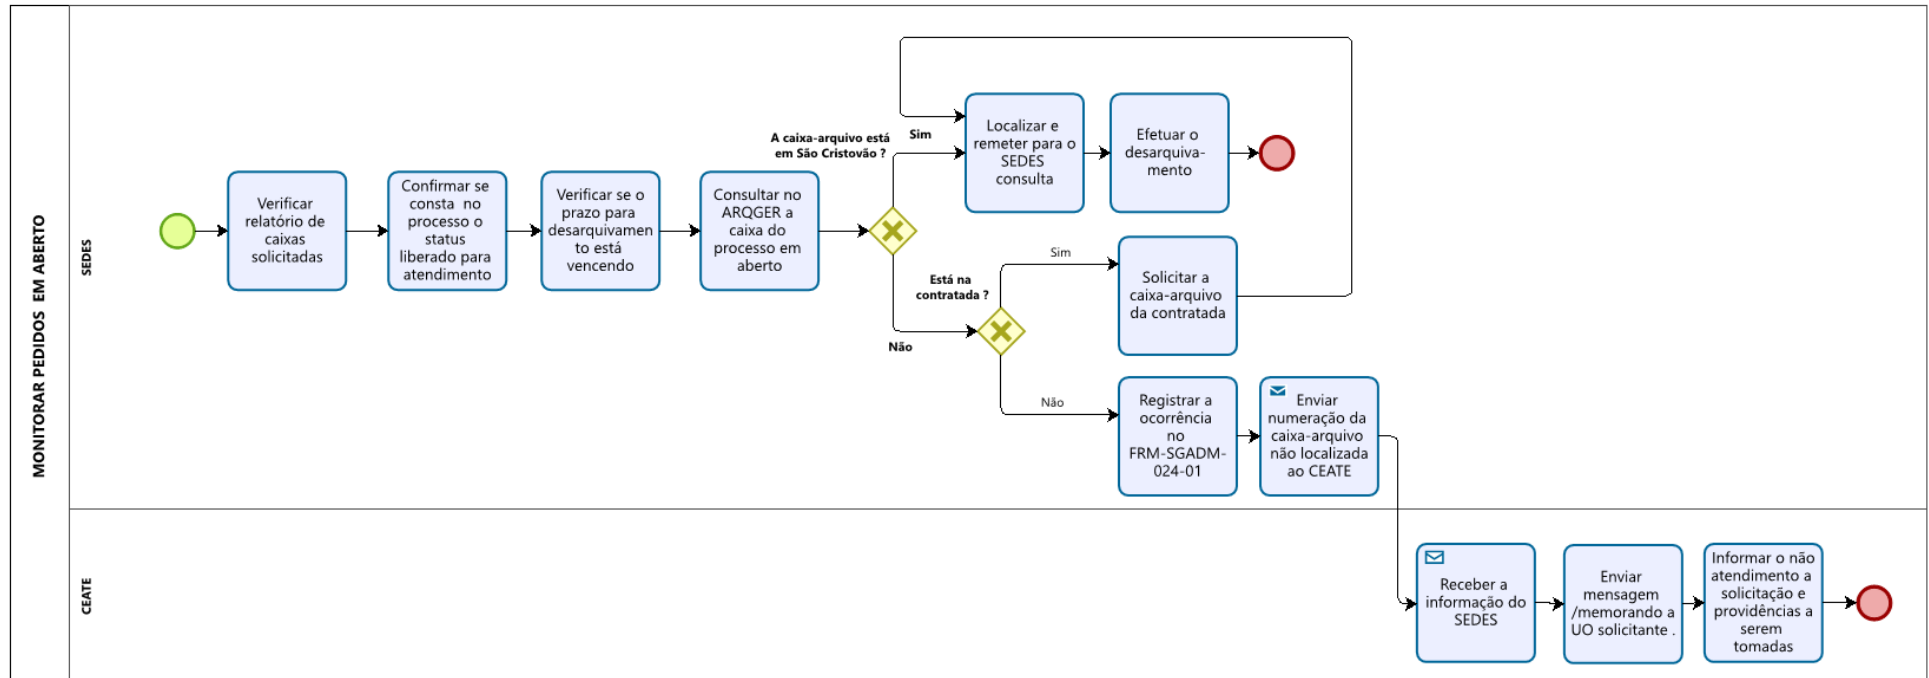 MONITORAR PEDIDOS  EM ABERTO
SEDES
Verificar
relatório de
caixas
solicitadas
Confirmar se
consta  no
processo o
status
liberado para
atendimento
Verificar se o
prazo para
desarquivamen
to está
vencendo
Consultar no
ARQGER a
caixa do
processo em
aberto
A caixa-arquivo está
em São Cristovão ?
Sim
Localizar e
remeter para o
SEDES
consulta
Efetuar o
desarquiva-
mento
Não
Está na
contratada ?
Sim
Solicitar a
caixa-arquivo
da contratada
Não
Registrar a
ocorrência
no
FRM-SGADM-
024-01
Enviar
numeração da
caixa-arquivo
não localizada
ao CEATE
CEATE
Receber a
informação do
SEDES
Enviar
mensagem
/memorando a
UO solicitante .
Informar o não
atendimento a
solicitação e
providências a
serem
tomadas